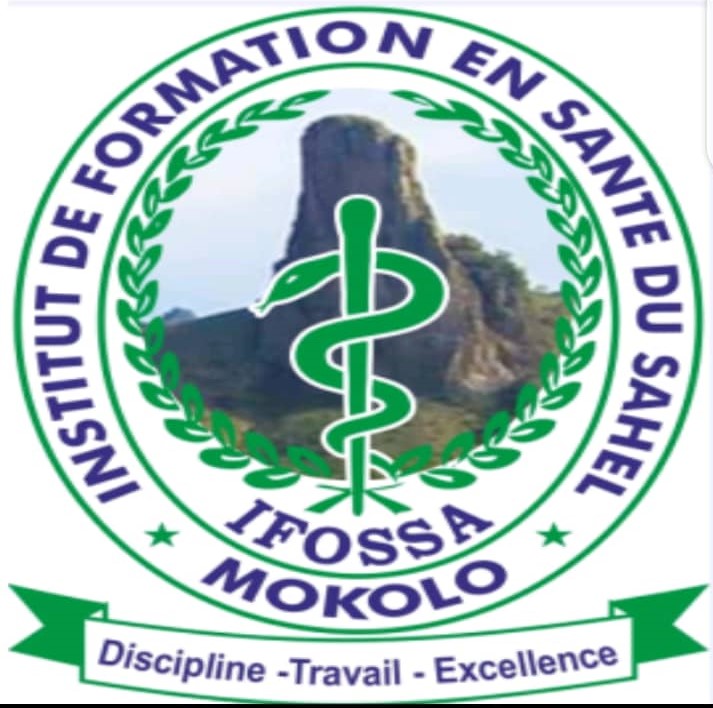 INSTITUT DE FORMATION EN SANTE DU SAHEL
IFOSSA
MOKOLO
Discipline -Travail - Excellence